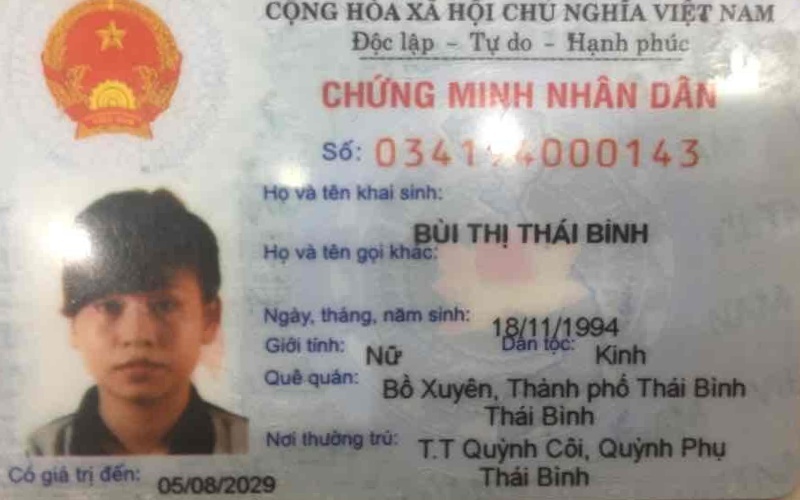 CỘNG HÒA XÃ HỘI CHỦ NGHĨA VIỆT NAM
Độc lập - Tự do - Hạnh phúc
CHỨNG MINH NHÂN DÂN
Số:
Họ và tên khai sinh:
BÙI THỊ THÁI BÌNH
Họ và tên gọi khác:
Ngày, tháng, năm sinh: 18/11/1994
Giới tính: Nữ Dân tộc: Kinh
Quê quán: Bồ Xuyên, Thành phố Thái Bình
Thái Bình
Nơi thường trú: T.T Quỳnh Côi, Quỳnh Phụ
Thái Bình
Có giá trị đến: 05/08/2029